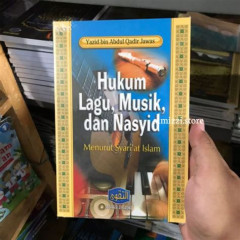 Yazid bin Abdul Qadir Jawas
Hukum
Lagu, Musik,
dan Nasyid
Menurut Syari'at Islam